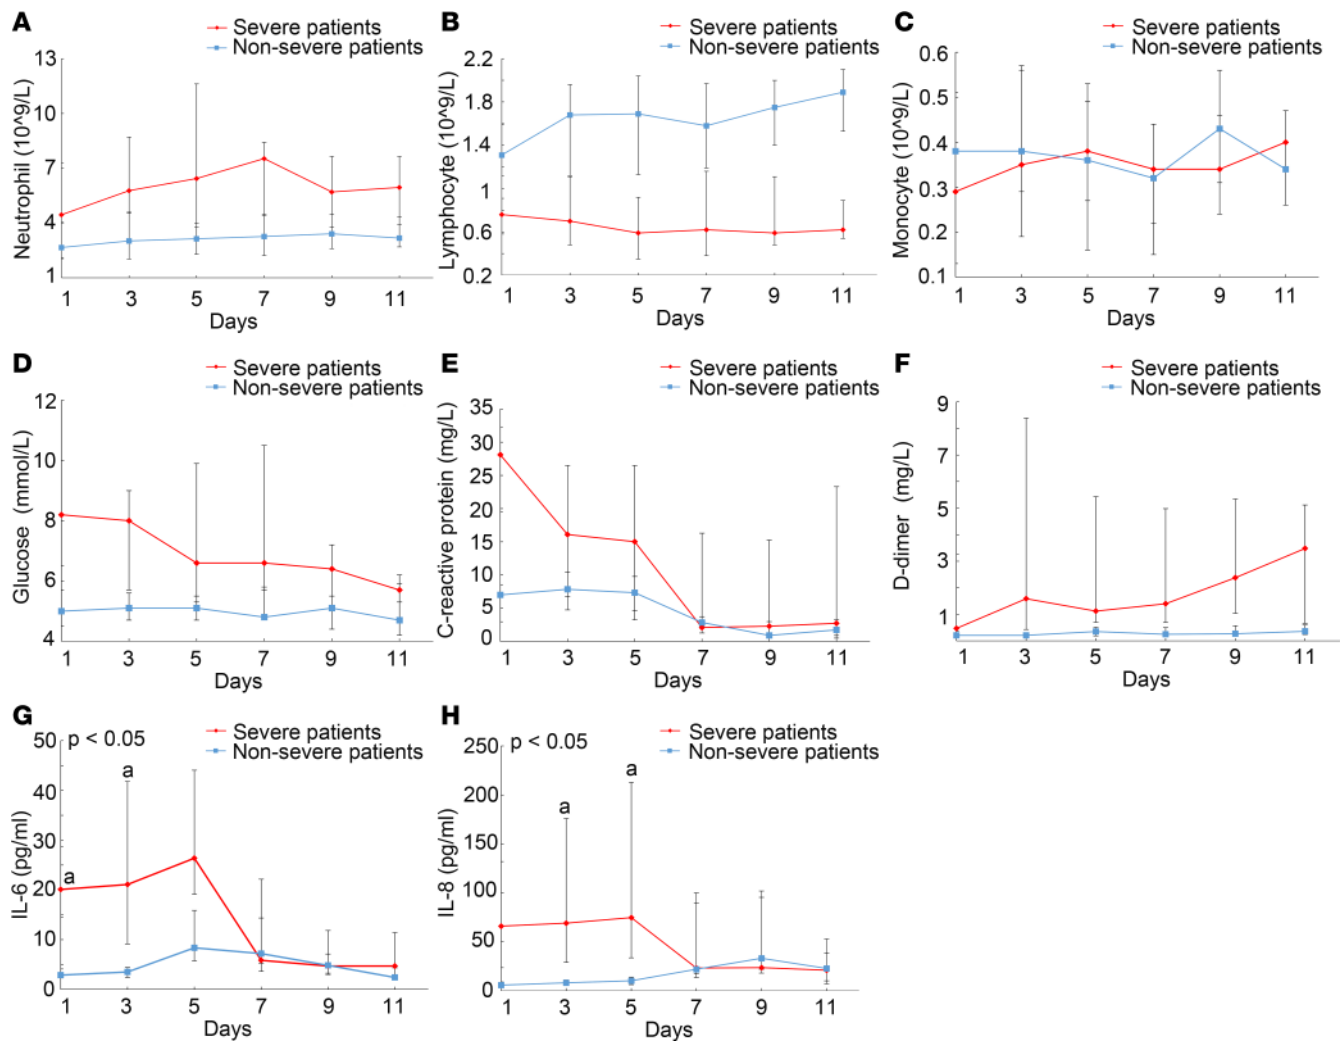 A
Severe patients
Non-severe patients
Neutrophil (10^9/L)
13
10
7
4
1
1 3 5 7 9 11
Days
B
Severe patients
Non-severe patients
Lymphocyte (10^9/L)
2.2
1.8
1.4
1
0.6
0.2
1 3 5 7 9 11
Days
C
Severe patients
Non-severe patients
Monocyte (10^9/L)
0.6
0.5
0.4
0.3
0.2
0.1
1 3 5 7 9 11
Days
D
Severe patients
Non-severe patients
Glucose (mmol/L)
12
10
8
6
4
1 3 5 7 9 11
Days
E
Severe patients
Non-severe patients
C-reactive protein (mg/L)
35
30
25
20
15
10
5
0
1 3 5 7 9 11
Days
F
Severe patients
Non-severe patients
D-dimer (mg/L)
9
7
5
3
1
1 3 5 7 9 11
Days
G
Severe patients
Non-severe patients
p < 0.05
a
a
IL-6 (pg/ml)
50
40
30
20
10
0
1 3 5 7 9 11
Days
H
Severe patients
Non-severe patients
p < 0.05
a
a
IL-8 (pg/ml)
250
200
150
100
50
0
1 3 5 7 9 11
Days